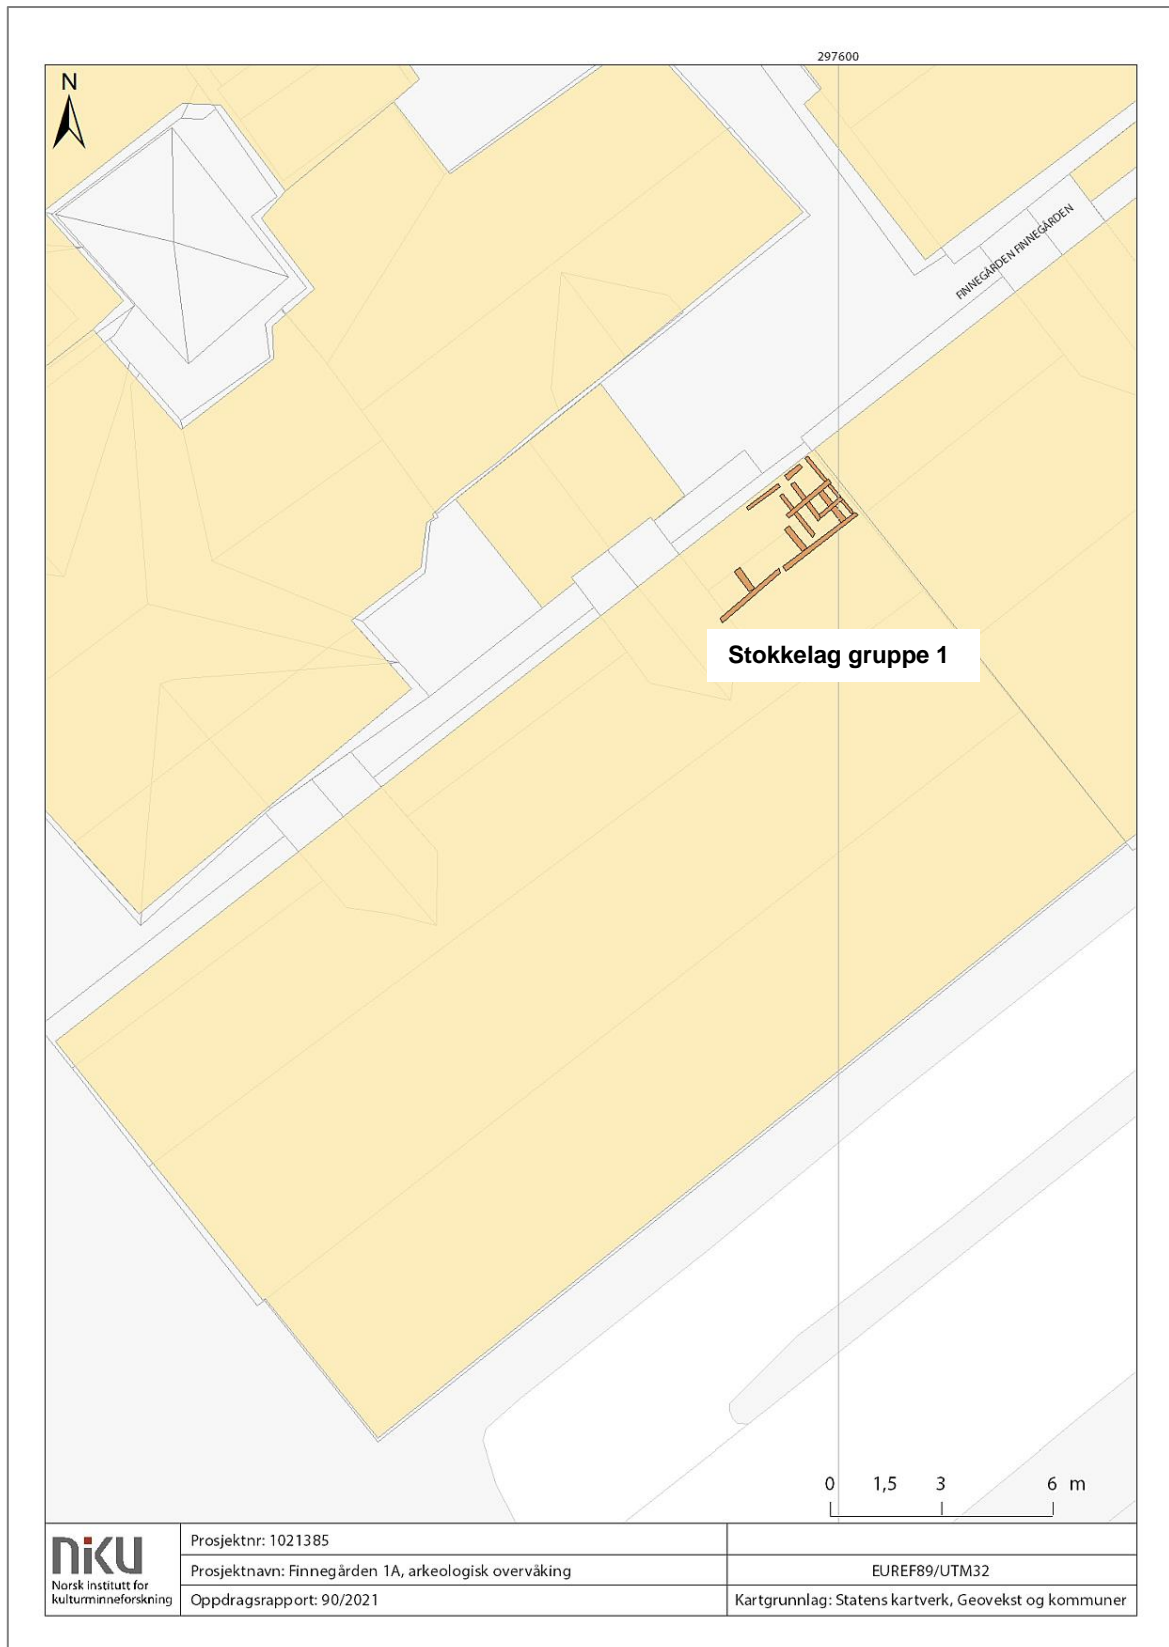 297600
N
FINNEGÅRDEN FINNEGÅRDEN
Stokkelag gruppe 1
0 1,5 3 6 m
niku
Norsk institutt for
kulturminneforskning
Prosjektnr: 1021385
Prosjektnavn: Finnegården 1A, arkeologisk overvåking
EUREF89/UTM32
Oppdragsrapport: 90/2021
Kartgrunnlag: Statens kartverk, Geovekst og kommuner